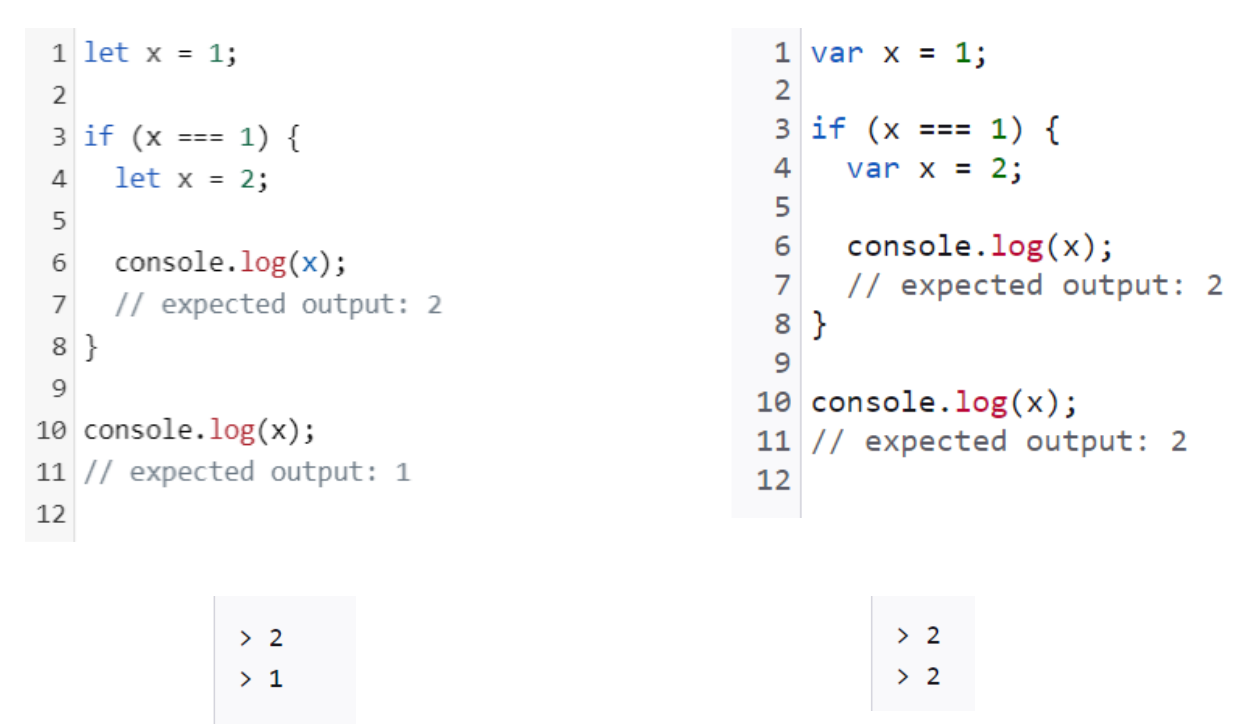 1 let x = 1;
2
3 if (x === 1) {
4   let x = 2;
5
6   console.log(x);
7   // expected output: 2
8 }
9
10 console.log(x);
11 // expected output: 1
12
> 2
> 1
1 var x = 1;
2
3 if (x === 1) {
4   var x = 2;
5
6   console.log(x);
7   // expected output: 2
8 }
9
10 console.log(x);
11 // expected output: 2
12
> 2
> 2